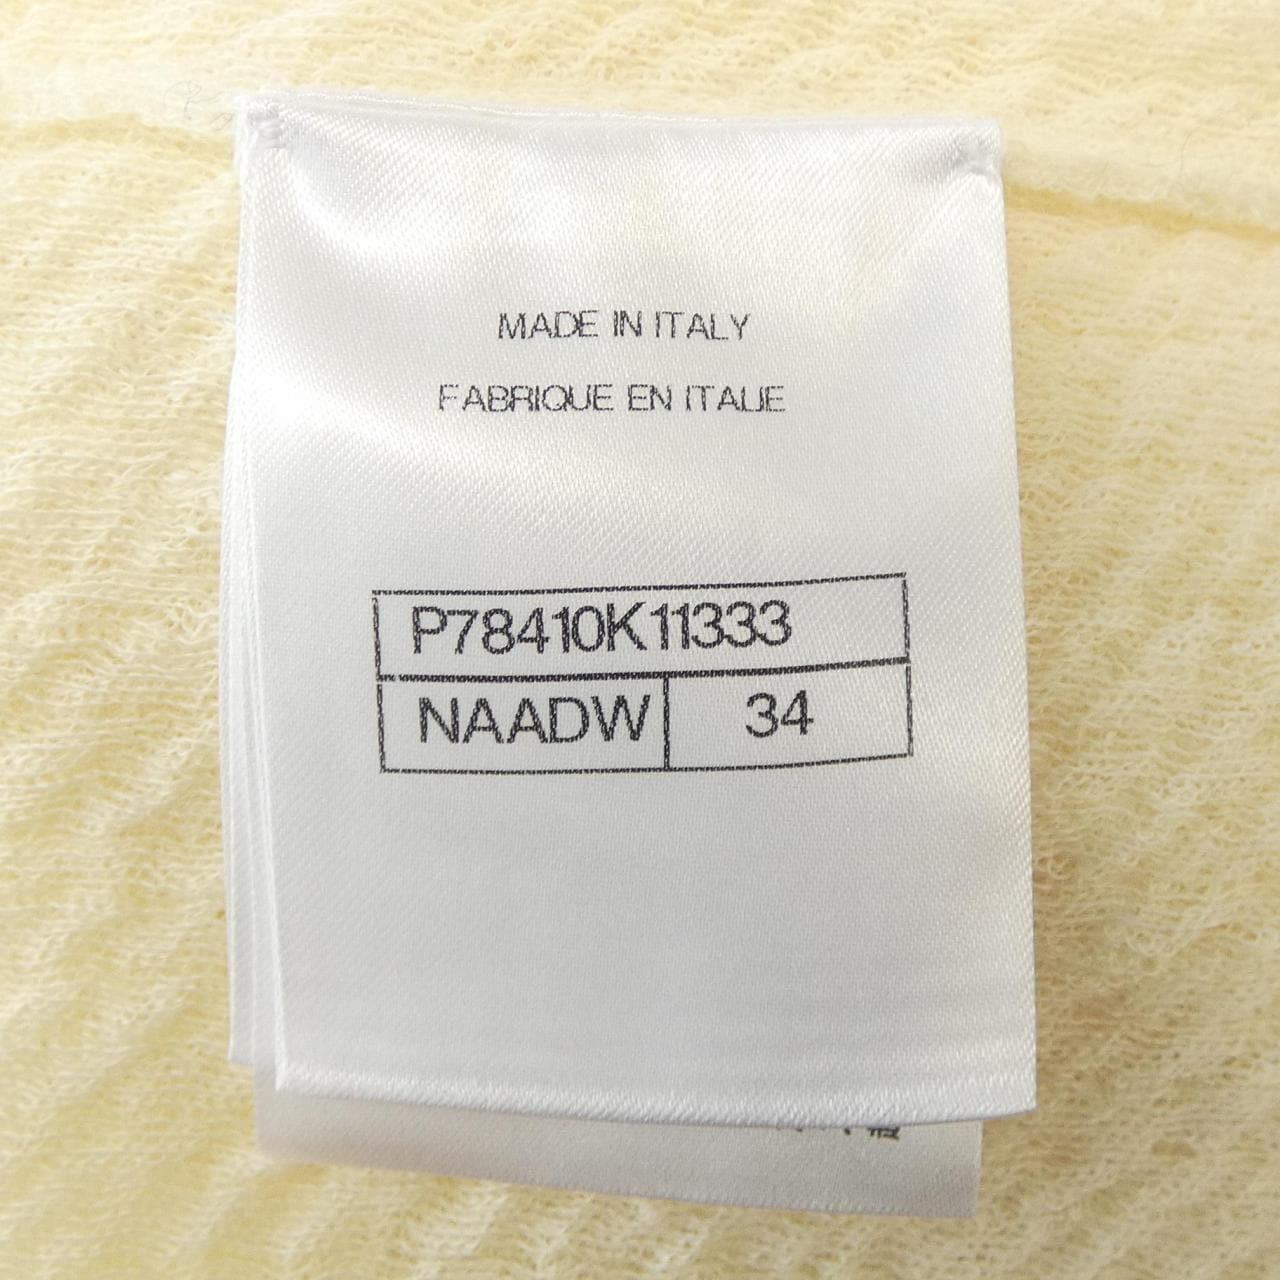 MADE IN ITALY
FABRIQUE EN ITALIE
P78410K11333
NAADW 34